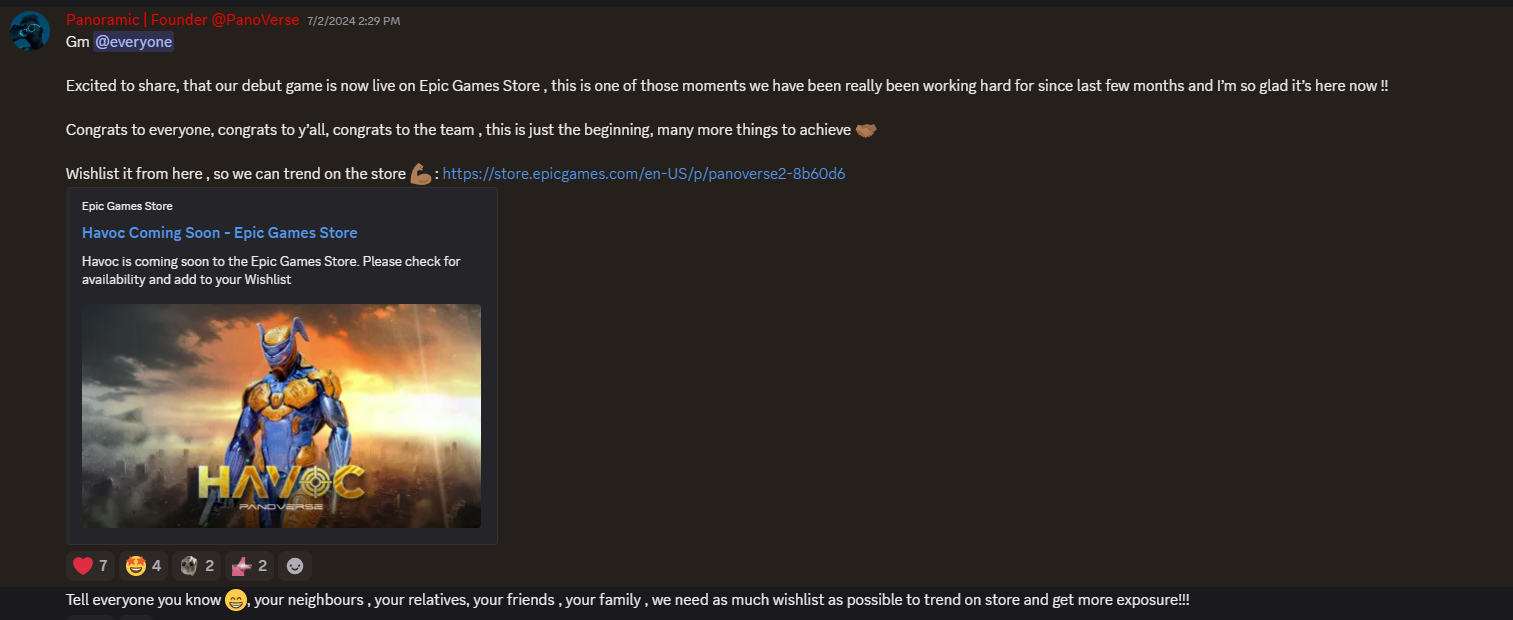 Panoramic | Founder @PanoVerse 7/2/2024 2:29 PM
Gm @everyone
Excited to share, that our debut game is now live on Epic Games Store , this is one of those moments we have been really been working hard for since last few months and I’m so glad it’s here now !!
Congrats to everyone, congrats to y’all, congrats to the team , this is just the beginning, many more things to achieve 🤝🏽
Wishlist it from here , so we can trend on the store 💪🏽 : https://store.epicgames.com/en-US/p/panoverse2-8b60d6
Epic Games Store
Havoc Coming Soon - Epic Games Store
Havoc is coming soon to the Epic Games Store. Please check for
availability and add to your Wishlist
HAVOC
PANOVERSE
❤️ 7 🤩 4 2 2
Tell everyone you know 😁, your neighbours , your relatives, your friends , your family , we need as much wishlist as possible to trend on store and get more exposure!!!